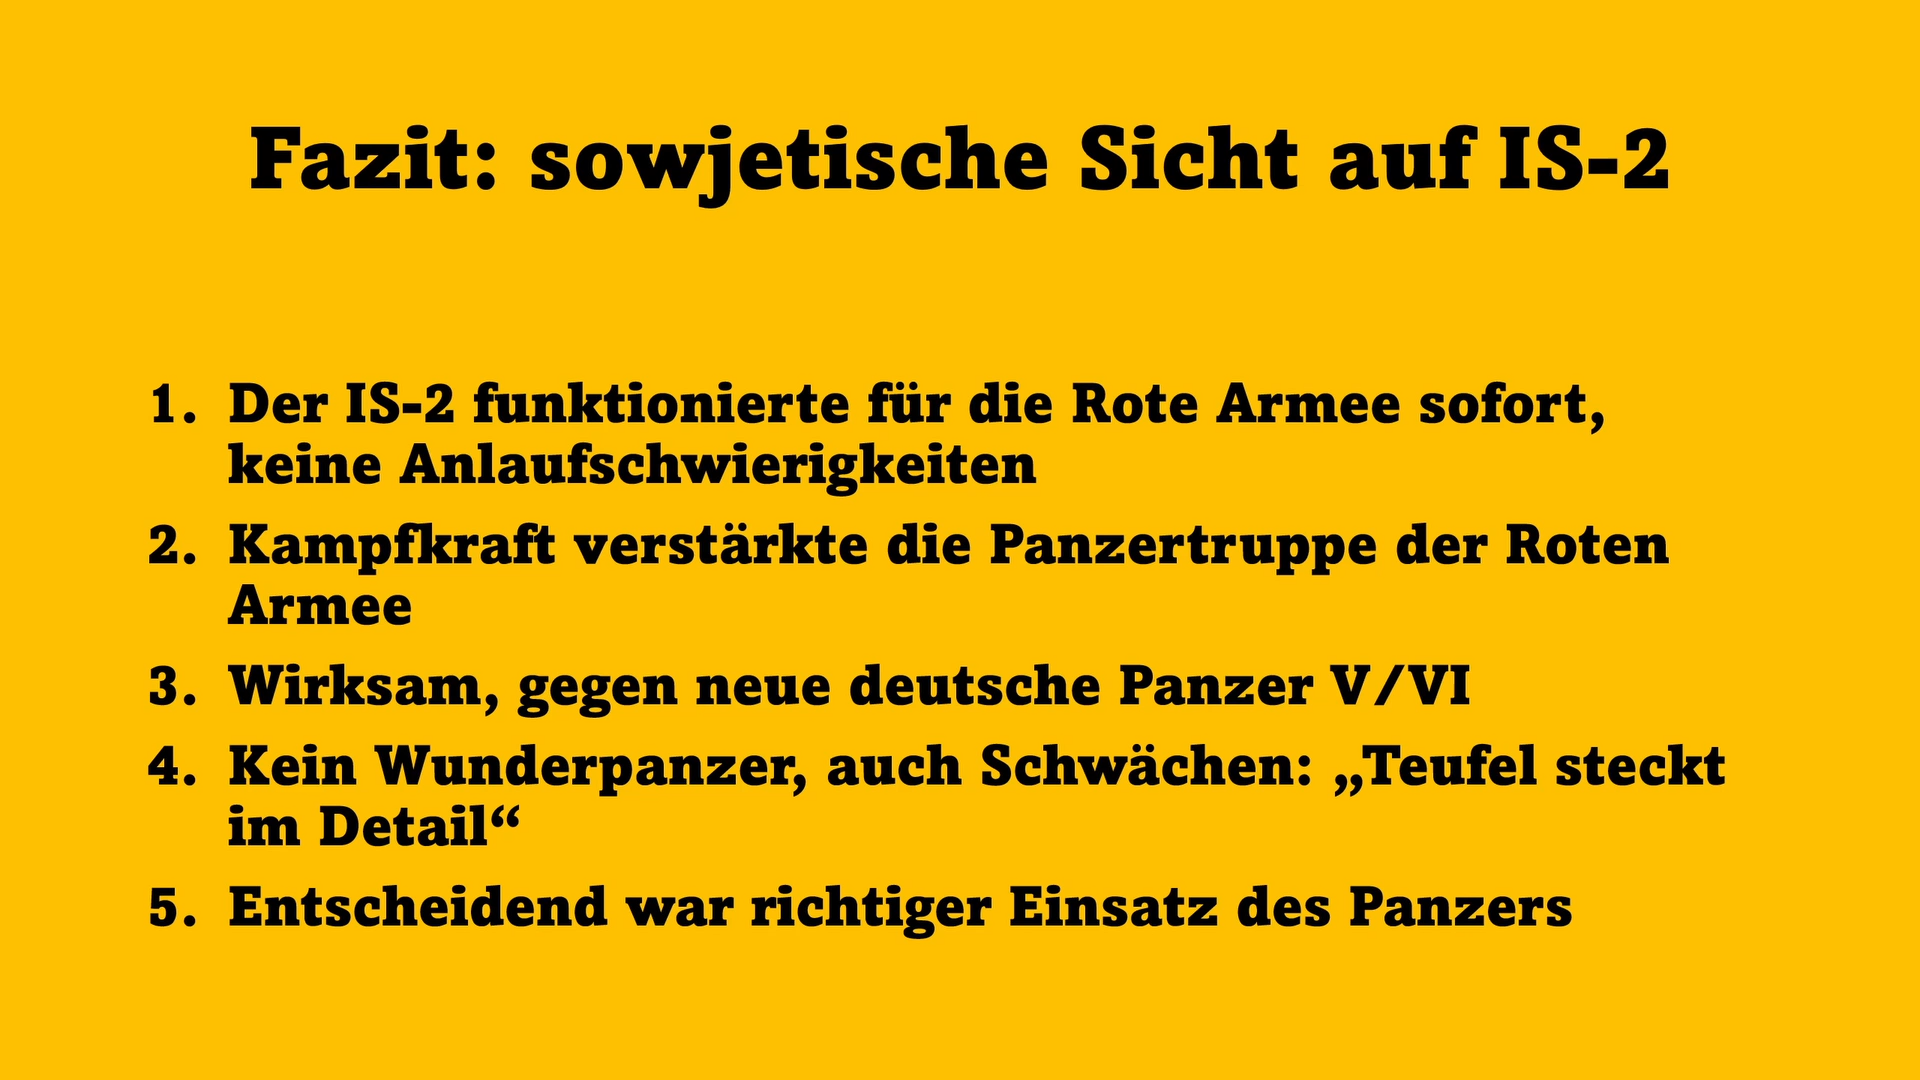 Fazit: sowjetische Sicht auf IS-2
1. Der IS-2 funktionierte für die Rote Armee sofort,
keine Anlaufschwierigkeiten
2. Kampfkraft verstärkte die Panzertruppe der Roten
Armee
3. Wirksam, gegen neue deutsche Panzer V/VI
4. Kein Wunderpanzer, auch Schwächen: „Teufel steckt
im Detail“
5. Entscheidend war richtiger Einsatz des Panzers